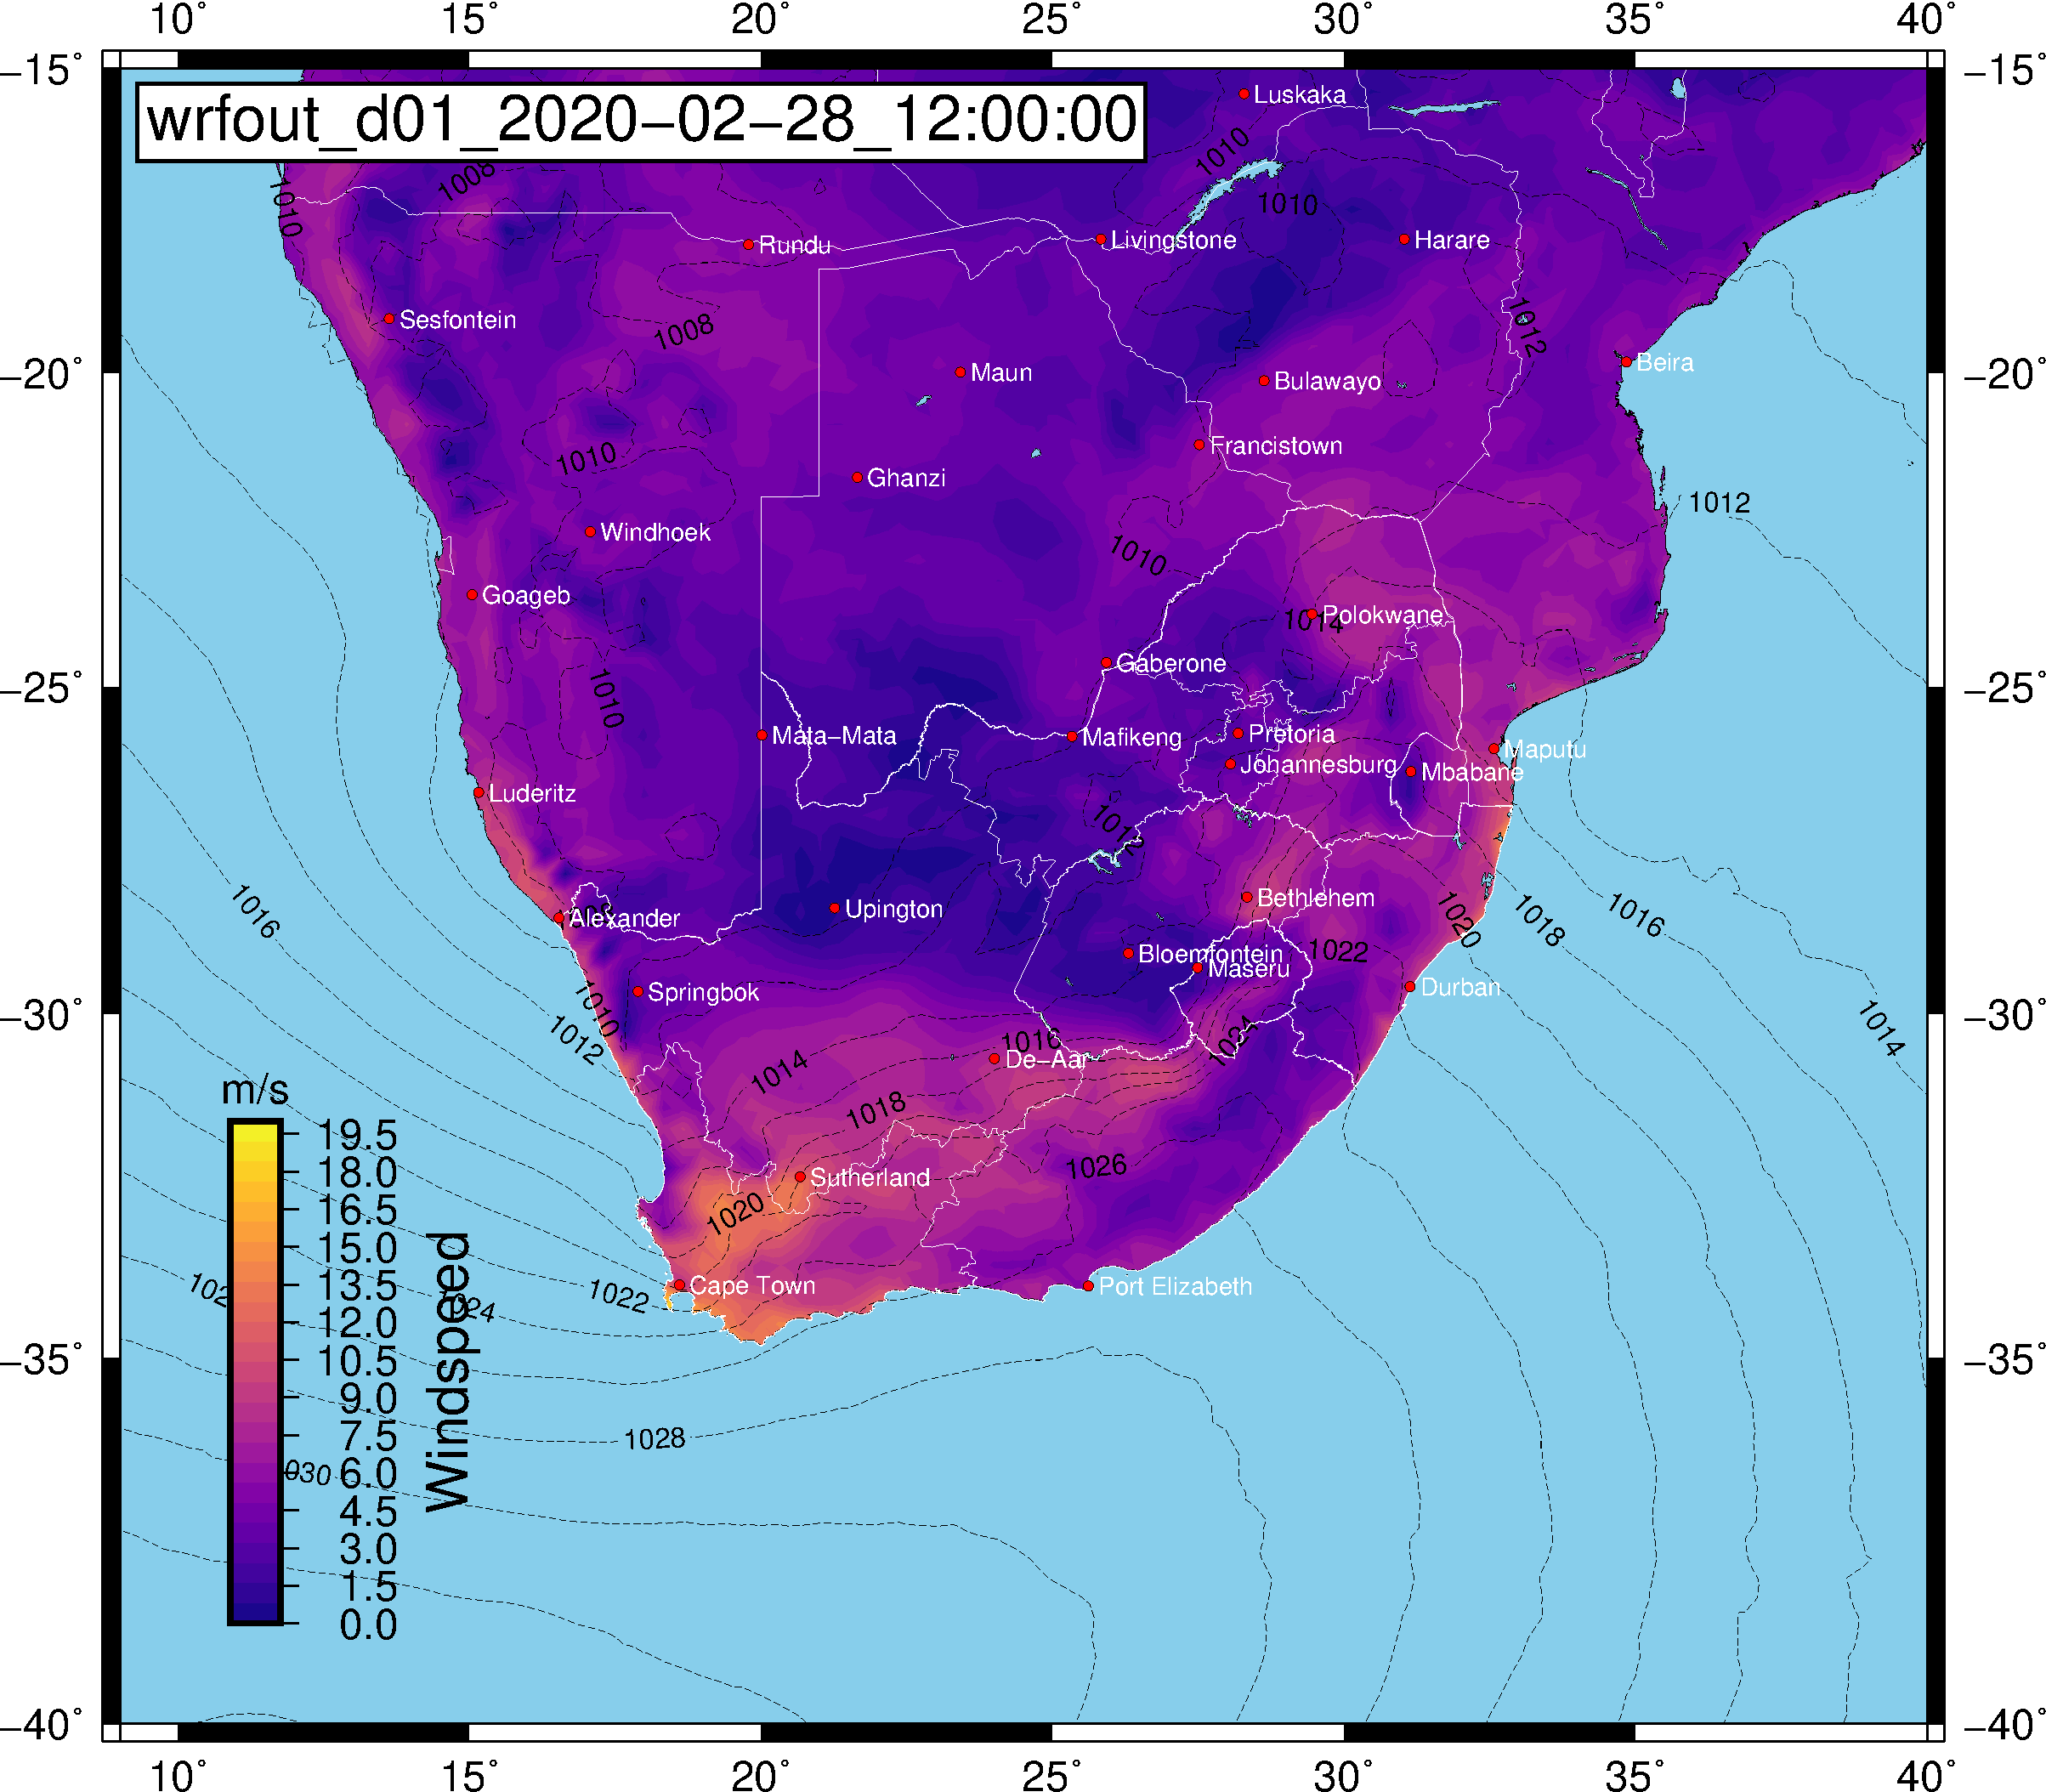 10° 15° 20° 25° 30° 35° 40°
−15° −15°
wrfout_d01_2020−02−28_12:00:00
Luskaka
1010
1008
1010
1010
Rundu
Livingstone
Harare
Sesfontein
1008
1012
Beira
−20° −20°
Maun
Bulawayo
Francistown
1010
Ghanzi
1012
Windhoek
1010
Goageb
1014
Polokwane
Gaberone
−25° −25°
1010
Mata−Mata
Mafikeng
Pretoria
Maputu
Johannesburg
Mbabane
Luderitz
1012
Bethlehem
1016
Alexander
Upington
1020
1018
1016
Bloemfontein
1022
Maseru
Springbok
Durban
1010
−30° −30°
1012
1016
1024
1014
De−Aar
1014
m/s
1018
19.5
1026
18.0
Sutherland
16.5
1020
15.0
Windspeed
13.5
Cape Town
Port Elizabeth
1022
1024
12.0
−35° −35°
10.5
9.0
7.5
1028
6.0
4.5
3.0
1.5
0.0
−40° −40°
10° 15° 20° 25° 30° 35° 40°